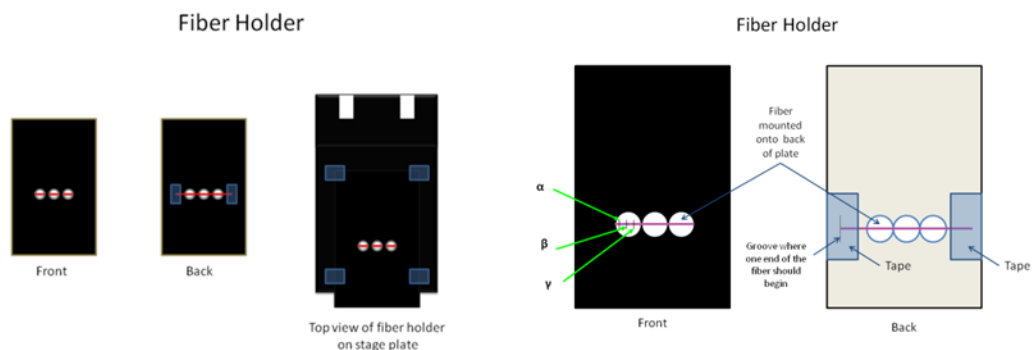 Fiber Holder
Front
Back
Top view of fiber holder
on stage plate
Fiber Holder
α
β
γ
Fiber
mounted
onto back
of plate
Front
Groove where
one end of the
fiber should
begin
Tape
Tape
Back